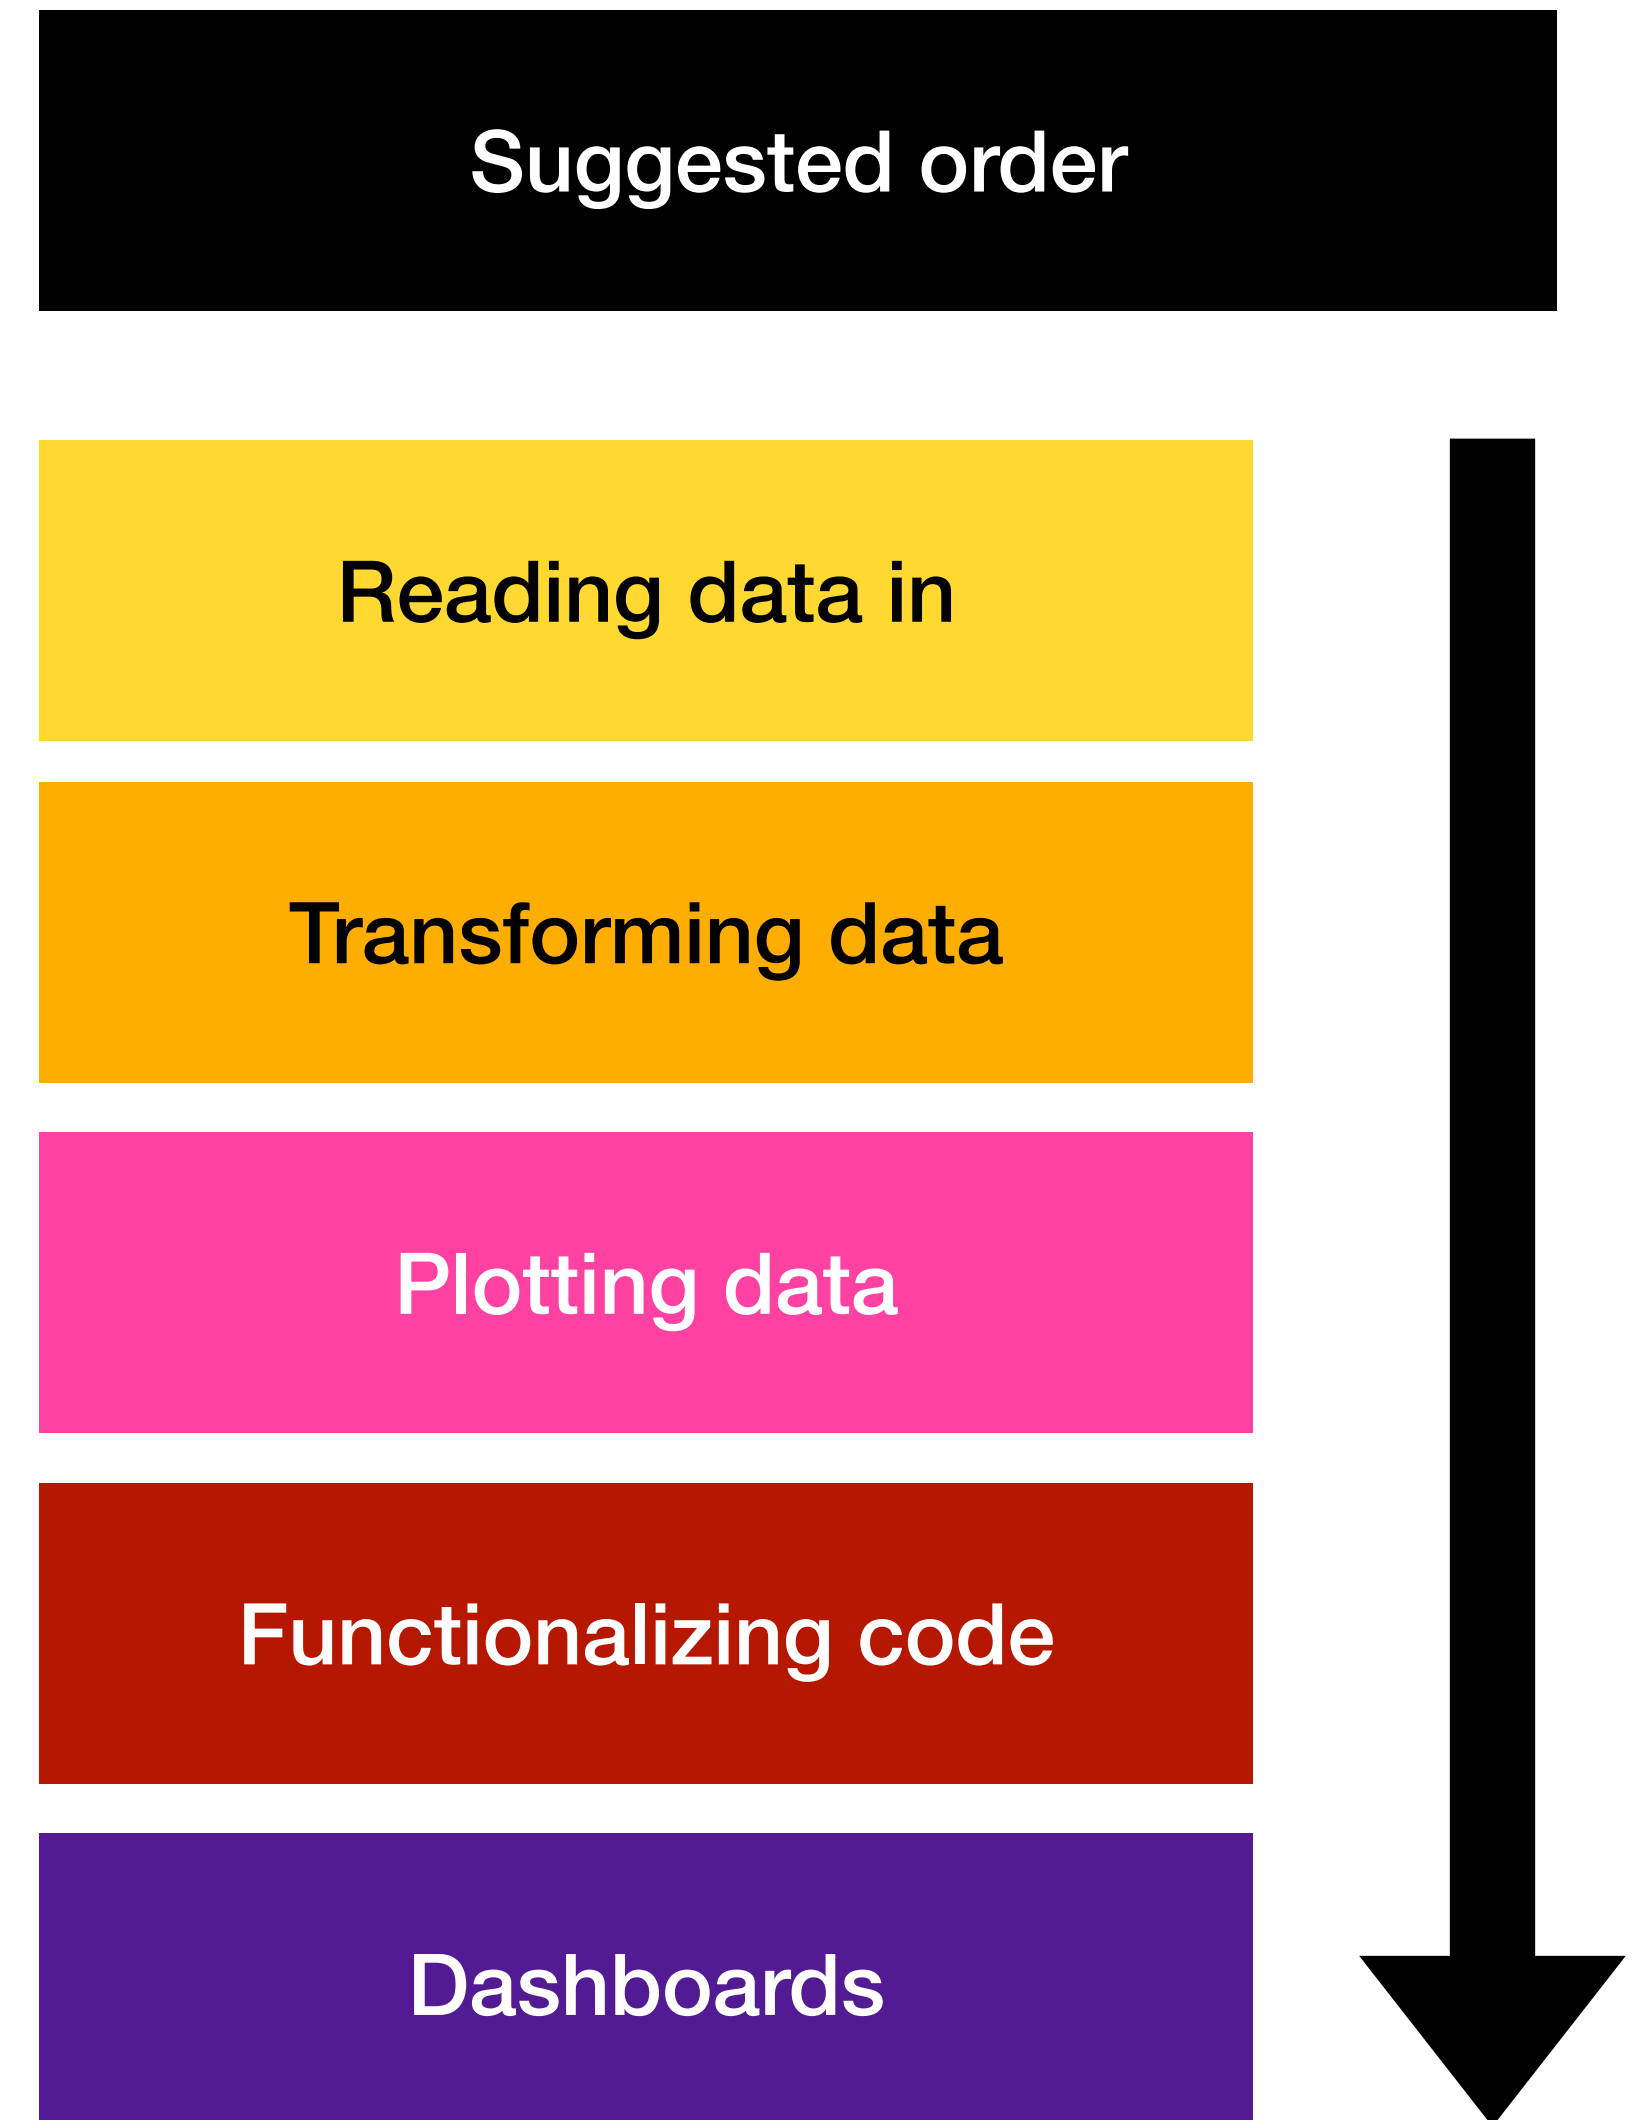 Suggested order
Reading data in
Transforming data
Plotting data
Functionalizing code
Dashboards